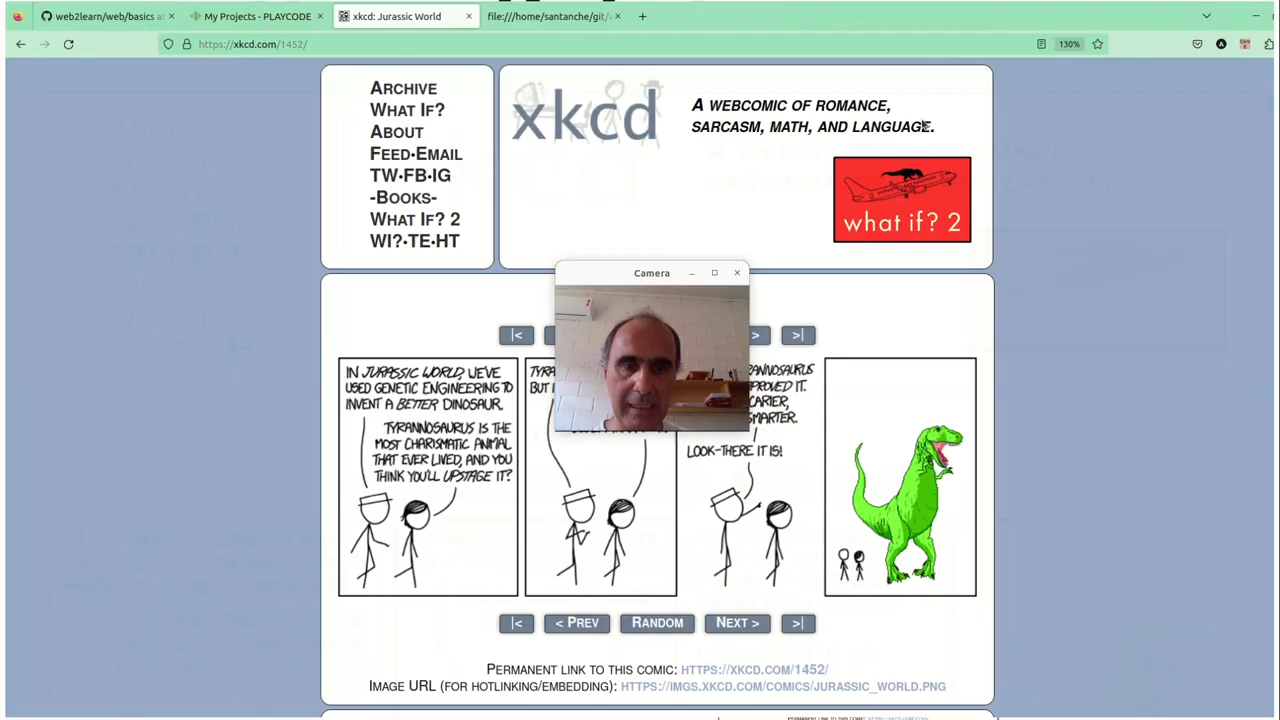 web2learn/web/basics at
My Projects - PLAYCODE
xkcd: Jurassic World
file:///home/santanche/git/
https://xkcd.com/1452/
130%
ARCHIVE
WHAT IF?
ABOUT
FEED•EMAIL
TW•FB•IG
-BOOKS-
WHAT IF? 2
WI?•TE•HT
xkcd
A WEBCOMIC OF ROMANCE,
SARCASM, MATH, AND LANGUAGE.
what if? 2
Camera
|<
>
>|
IN JURASSIC WORLD, WE'VE
USED GENETIC ENGINEERING TO
INVENT A BETTER DINOSAUR.
TYRANNOSAURUS IS THE
MOST CHARISMATIC ANIMAL
THAT EVER LIVED, AND YOU
THINK YOU'LL UPSTAGE IT?
LOOK-THERE IT IS!
|<
< PREV
RANDOM
NEXT >
>|
PERMANENT LINK TO THIS COMIC: HTTPS://XKCD.COM/1452/
IMAGE URL (FOR HOTLINKING/EMBEDDING): HTTPS://IMGS.XKCD.COM/COMICS/JURASSIC_WORLD.PNG